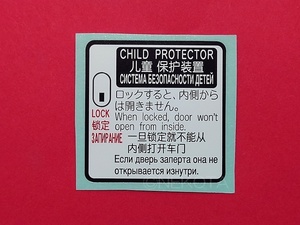 CHILD PROTECTOR
儿童 保护装置
СИСТЕМА БЕЗОПАСНОСТИ ДЕТЕЙ
ロックすると、内側から
は開きません。
When locked, door won't
open from inside.
LOCK
锁定
ЗАПИРАНИЕ
一旦锁定就不能从
内侧打开车门
Если дверь заперта она не
открывается изнутри.